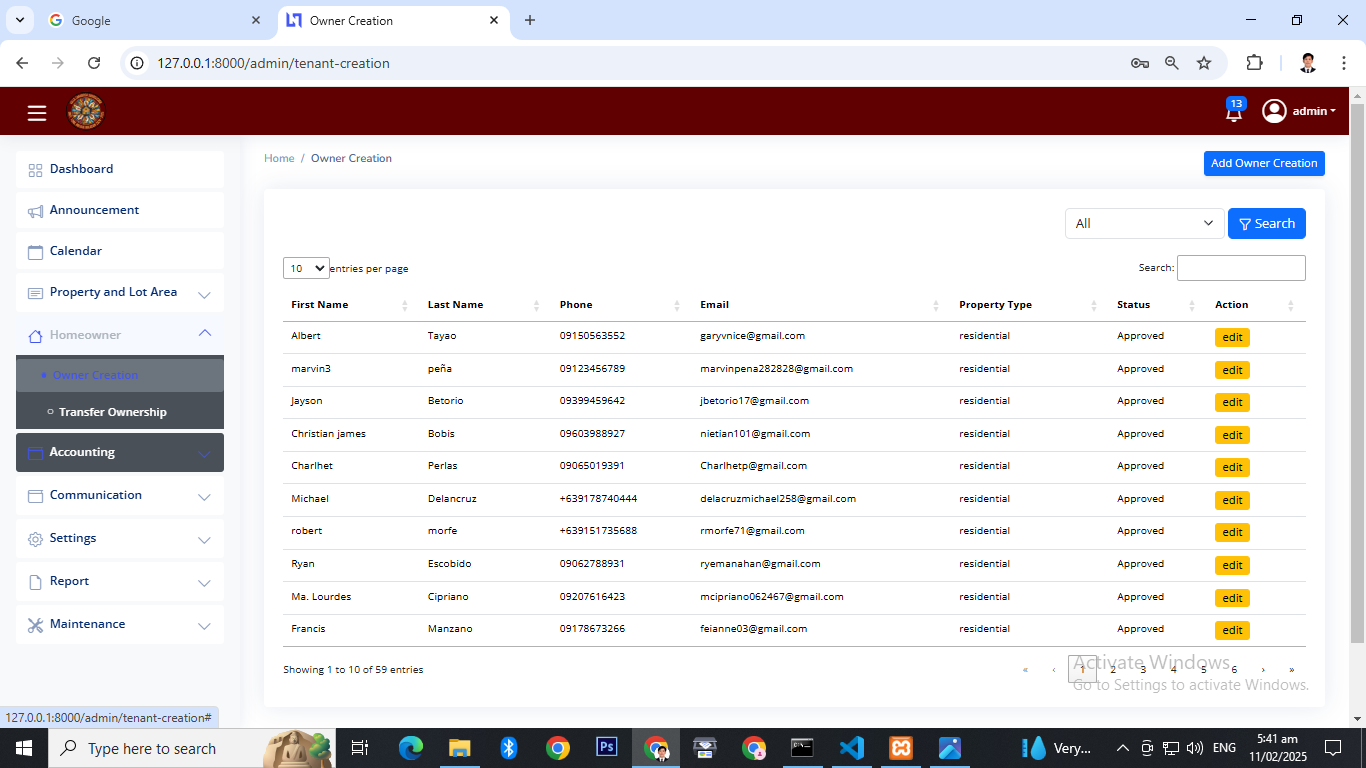 Google
Owner Creation
127.0.0.1:8000/admin/tenant-creation
13
admin
Dashboard
Announcement
Calendar
Property and Lot Area
Homeowner
Owner Creation
Transfer Ownership
Accounting
Communication
Settings
Report
Maintenance
Home / Owner Creation
Add Owner Creation
All
Search
10 entries per page
Search:
First Name Last Name Phone Email Property Type Status Action
Albert Tayao 09150563552 garyvnice@gmail.com residential Approved edit
marvin3 peña 09123456789 marvinpena282828@gmail.com residential Approved edit
Jayson Betorio 09399459642 jbetorio17@gmail.com residential Approved edit
Christian james Bobis 09603988927 nietian101@gmail.com residential Approved edit
Charlhet Perlas 09065019391 Charlhetp@gmail.com residential Approved edit
Michael Delancruz +639178740444 delacruzmichael258@gmail.com residential Approved edit
robert morfe +639151735688 rmorfe71@gmail.com residential Approved edit
Ryan Escobido 09062788931 ryemanahan@gmail.com residential Approved edit
Ma. Lourdes Cipriano 09207616423 mcipriano062467@gmail.com residential Approved edit
Francis Manzano 09178673266 feianne03@gmail.com residential Approved edit
Showing 1 to 10 of 59 entries
« ‹ 1 2 3 4 5 6 › »
Activate Windows
Go to Settings to activate Windows.
127.0.0.1:8000/admin/tenant-creation#
Type here to search
Ps
Very...
ENG
5:41 am
11/02/2025